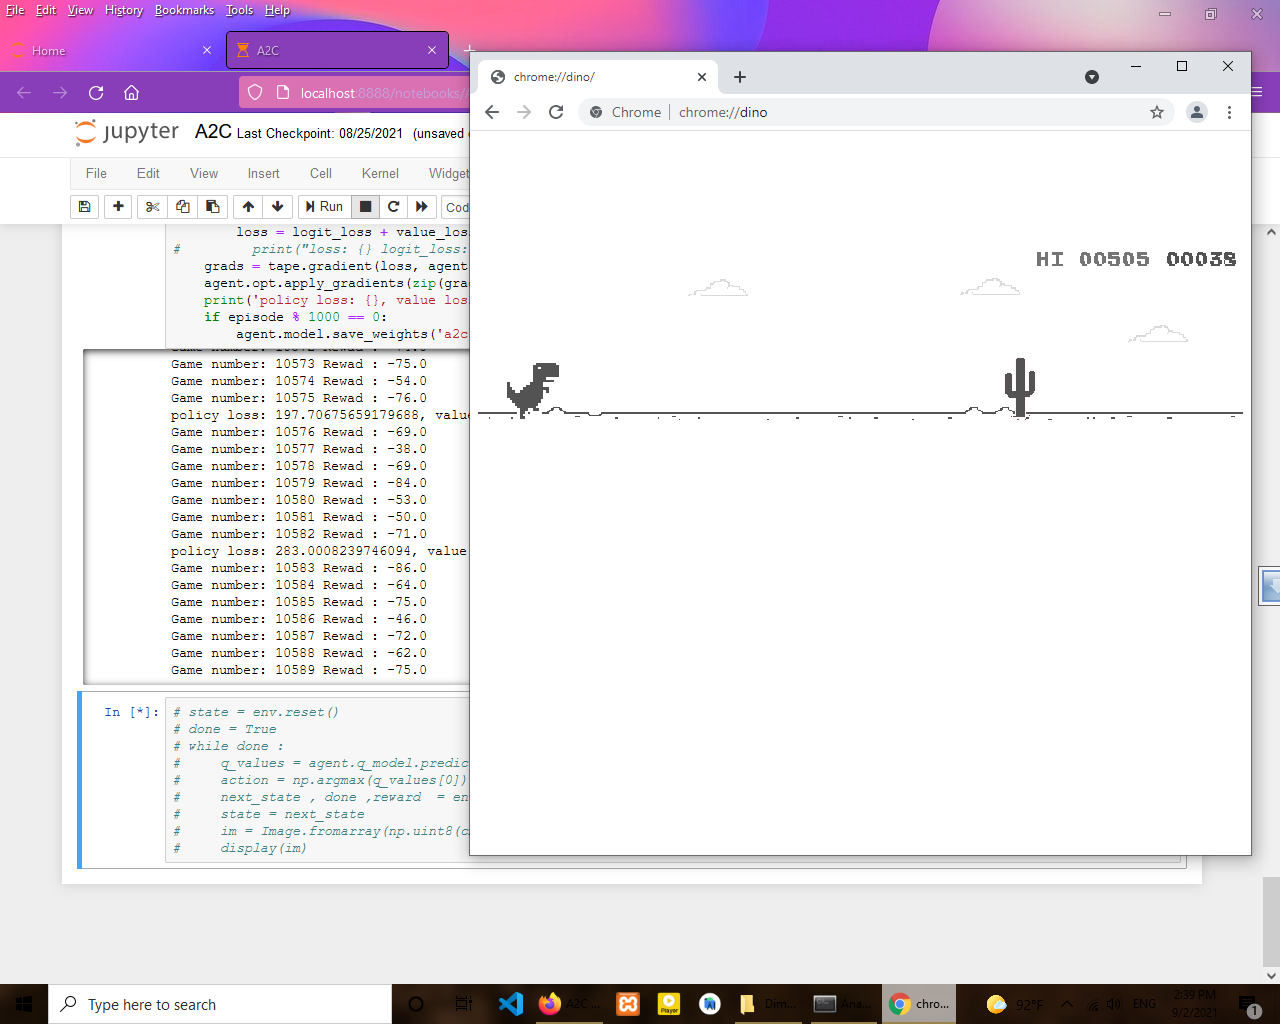 File Edit View History Bookmarks Tools Help
Home
A2C
localhost:8888/notebooks/
chrome://dino/
Chrome | chrome://dino
jupyter A2C Last Checkpoint: 08/25/2021 (unsaved
File Edit View Insert Cell Kernel Widget
Run
Cod
HI 00505 00038
loss = logit_loss + value_los
# print("loss: {} logit_loss:
grads = tape.gradient(loss, agent
agent.opt.apply_gradients(zip(grad
print('policy loss: {}, value los
if episode % 1000 == 0:
agent.model.save_weights('a2c
Game number: 10573 Rewad : -75.0
Game number: 10574 Rewad : -54.0
Game number: 10575 Rewad : -76.0
policy loss: 197.70675659179688, value
Game number: 10576 Rewad : -69.0
Game number: 10577 Rewad : -38.0
Game number: 10578 Rewad : -69.0
Game number: 10579 Rewad : -84.0
Game number: 10580 Rewad : -53.0
Game number: 10581 Rewad : -50.0
Game number: 10582 Rewad : -71.0
policy loss: 283.0008239746094, value
Game number: 10583 Rewad : -86.0
Game number: 10584 Rewad : -64.0
Game number: 10585 Rewad : -75.0
Game number: 10586 Rewad : -46.0
Game number: 10587 Rewad : -72.0
Game number: 10588 Rewad : -62.0
Game number: 10589 Rewad : -75.0
In [*]:
# state = env.reset()
# done = True
# while done :
# q_values = agent.q_model.predic
# action = np.argmax(q_values[0])
# next_state , done ,reward = en
# state = next_state
# im = Image.fromarray(np.uint8(c
# display(im)
Type here to search
A2C ...
Player
Dim...
Ana...
chro...
92°F
ENG
2:39 PM
9/2/2021
1